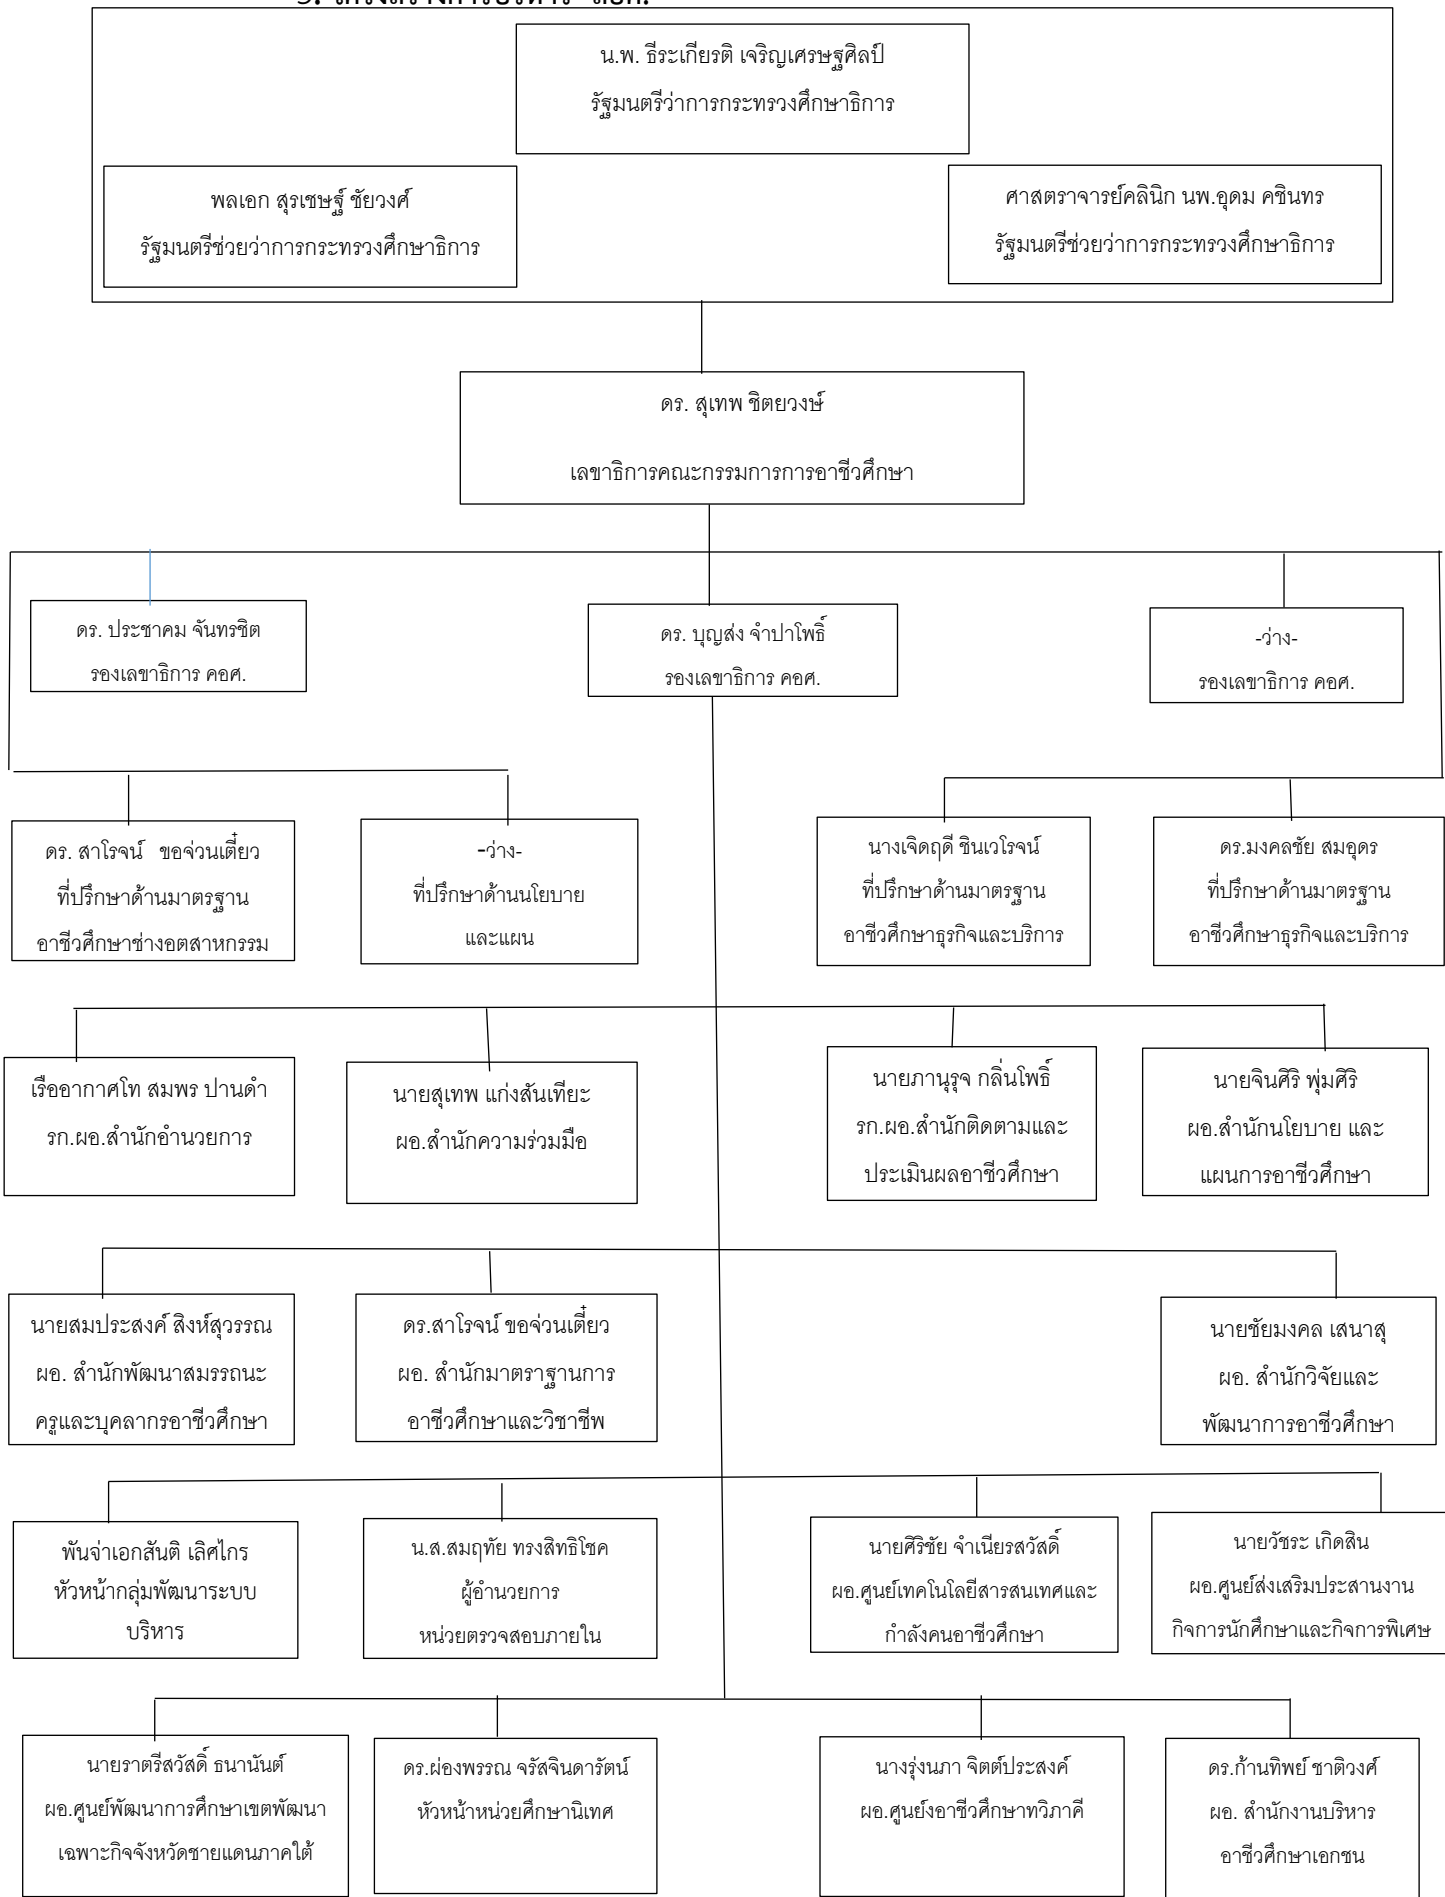 น.พ. ธีระเกียรติ เจริญเศรษฐศิลป์
รัฐมนตรีว่าการกระทรวงศึกษาธิการ
พลเอก สุรเชษฐ์ ชัยวงศ์
รัฐมนตรีช่วยว่าการกระทรวงศึกษาธิการ
ศาสตราจารย์คลินิก นพ.อุดม คชินทร
รัฐมนตรีช่วยว่าการกระทรวงศึกษาธิการ
ดร. สุเทพ ชิตยวงษ์
เลขาธิการคณะกรรมการการอาชีวศึกษา
ดร. ประชาคม จันทรชิต
รองเลขาธิการ คอศ.
ดร. บุญส่ง จำปาโพธิ์
รองเลขาธิการ คอศ.
-ว่าง-
รองเลขาธิการ คอศ.
ดร. สาโรจน์ ขอจ่วนเตี๋ยว
ที่ปรึกษาด้านมาตรฐาน
อาชีวศึกษาช่างอตสาหกรรม
-ว่าง-
ที่ปรึกษาด้านนโยบาย
และแผน
นางเจิดฤดี ชินเวโรจน์
ที่ปรึกษาด้านมาตรฐาน
อาชีวศึกษาธุรกิจและบริการ
ดร.มงคลชัย สมอุดร
ที่ปรึกษาด้านมาตรฐาน
อาชีวศึกษาธุรกิจและบริการ
เรืออากาศโท สมพร ปานดำ
รก.ผอ.สำนักอำนวยการ
นายสุเทพ แก่งสันเทียะ
ผอ.สำนักความร่วมมือ
นายภานุรุจ กลิ่นโพธิ์
รก.ผอ.สำนักติดตามและ
ประเมินผลอาชีวศึกษา
นายจินศิริ พุ่มศิริ
ผอ.สำนักนโยบาย และ
แผนการอาชีวศึกษา
นายสมประสงค์ สิงห์สุวรรณ
ผอ. สำนักพัฒนาสมรรถนะ
ครูและบุคลากรอาชีวศึกษา
ดร.สาโรจน์ ขอจ่วนเตี๋ยว
ผอ. สำนักมาตราฐานการ
อาชีวศึกษาและวิชาชีพ
นายชัยมงคล เสนาสุ
ผอ. สำนักวิจัยและ
พัฒนาการอาชีวศึกษา
พันจ่าเอกสันติ เลิศไกร
หัวหน้ากลุ่มพัฒนาระบบ
บริหาร
น.ส.สมฤทัย ทรงสิทธิโชค
ผู้อำนวยการ
หน่วยตรวจสอบภายใน
นายศิริชัย จำเนียรสวัสดิ์
ผอ.ศูนย์เทคโนโลยีสารสนเทศและ
กำลังคนอาชีวศึกษา
นายวัชระ เกิดสิน
ผอ.ศูนย์ส่งเสริมประสานงาน
กิจการนักศึกษาและกิจการพิเศษ
นายราตรีสวัสดิ์ ธนานันต์
ผอ.ศูนย์พัฒนาการศึกษาเขตพัฒนา
เฉพาะกิจจังหวัดชายแดนภาคใต้
ดร.ผ่องพรรณ จรัสจินดารัตน์
หัวหน้าหน่วยศึกษานิเทศ
นางรุ่งนภา จิตต์ประสงค์
ผอ.ศูนย์งอาชีวศึกษาทวิภาคี
ดร.ก้านทิพย์ ชาติวงศ์
ผอ. สำนักงานบริหาร
อาชีวศึกษาเอกชน